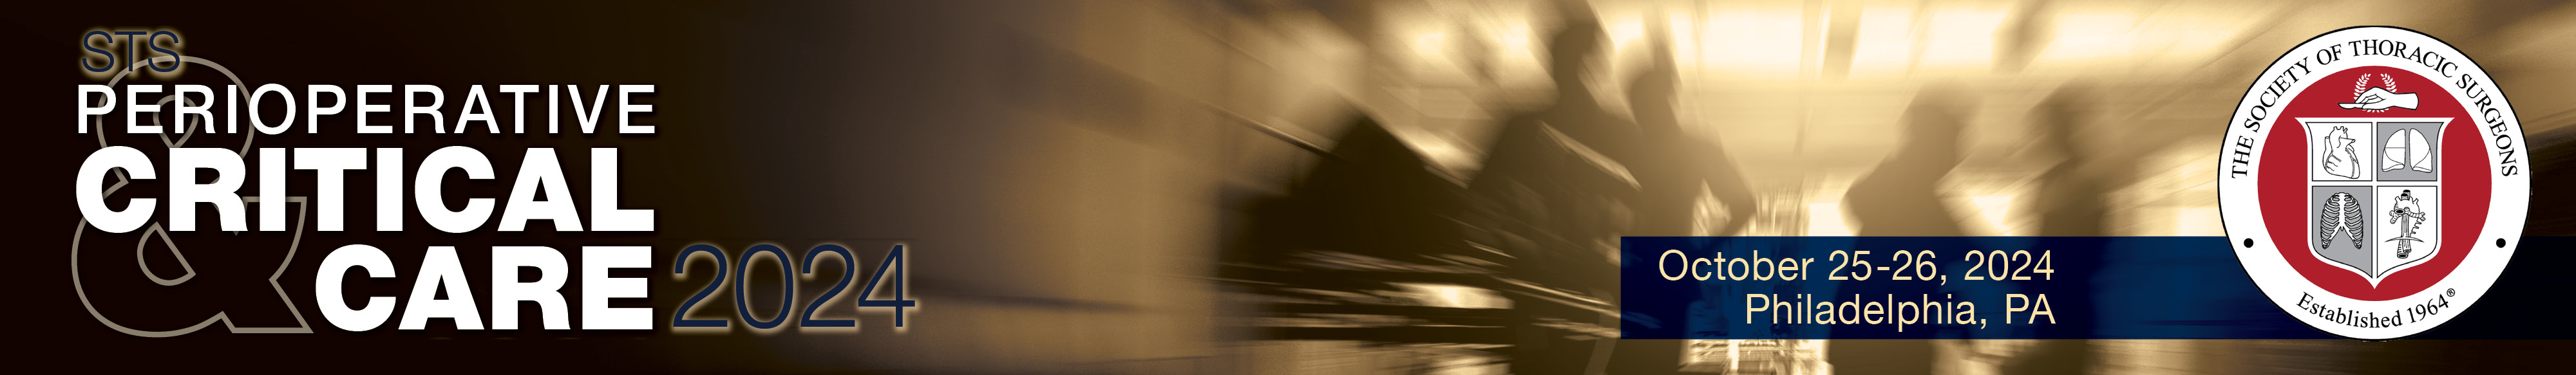 STS
PERIOPERATIVE
&
CRITICAL
CARE 2024
October 25-26, 2024
Philadelphia, PA
THE SOCIETY OF THORACIC SURGEONS
Established 1964®